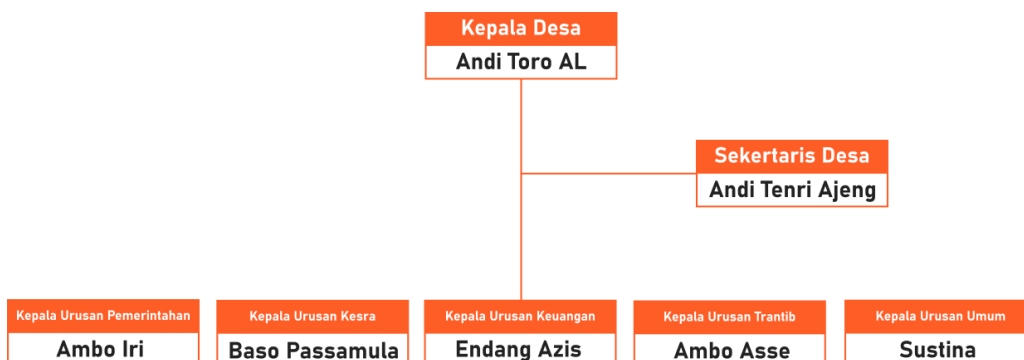 Kepala Desa
Andi Toro AL
Sekertaris Desa
Andi Tenri Ajeng
Kepala Urusan Pemerintahan
Ambo Iri
Kepala Urusan Kesra
Baso Passamula
Kepala Urusan Keuangan
Endang Azis
Kepala Urusan Trantib
Ambo Asse
Kepala Urusan Umum
Sustina